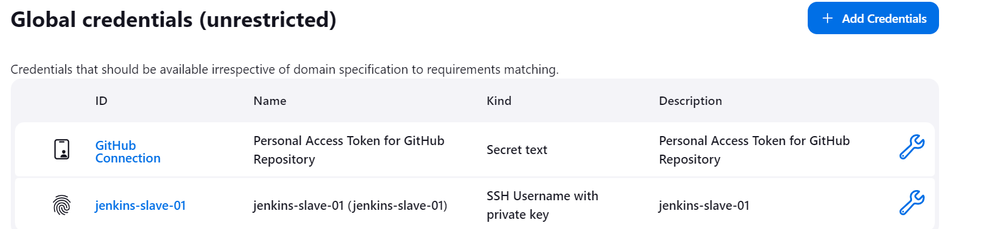 Global credentials (unrestricted)
+ Add Credentials
Credentials that should be available irrespective of domain specification to requirements matching.
ID Name Kind Description
GitHub Connection
Personal Access Token for GitHub
Repository
Secret text
Personal Access Token for GitHub
Repository
jenkins-slave-01
jenkins-slave-01 (jenkins-slave-01)
SSH Username with
private key
jenkins-slave-01